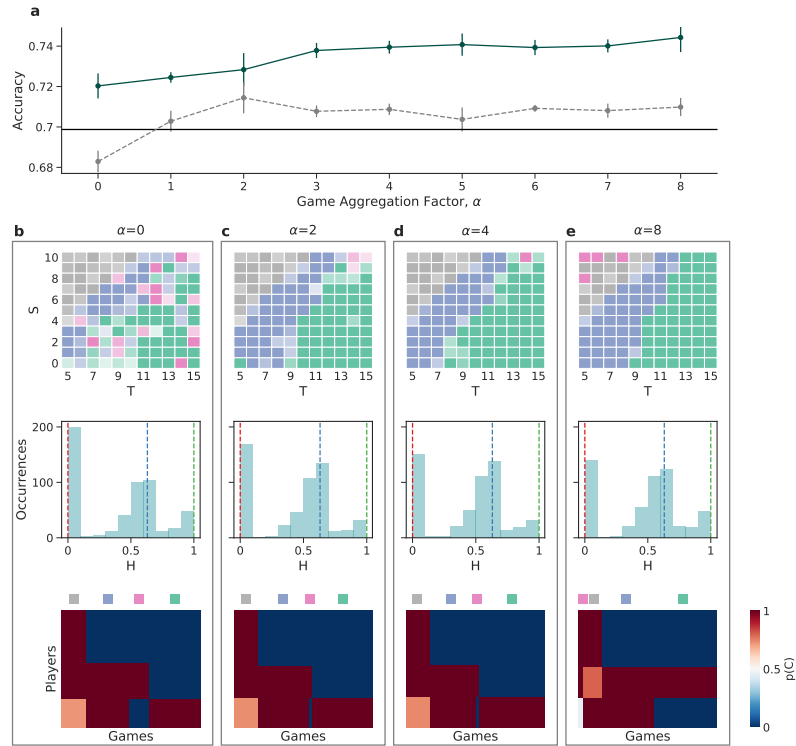 a
0.74
0.72
0.7
0.68
Accuracy
0 1 2 3 4 5 6 7 8
Game Aggregation Factor, α
b α=0
c α=2
d α=4
e α=8
10
8
6
4
2
0
S
5 7 9 11 13 15
T
5 7 9 11 13 15
T
5 7 9 11 13 15
T
5 7 9 11 13 15
T
200
100
0
Occurrences
0 0.5 1
H
0 0.5 1
H
0 0.5 1
H
0 0.5 1
H
Players
Games
Games
Games
Games
1
0.5
0
p(C)